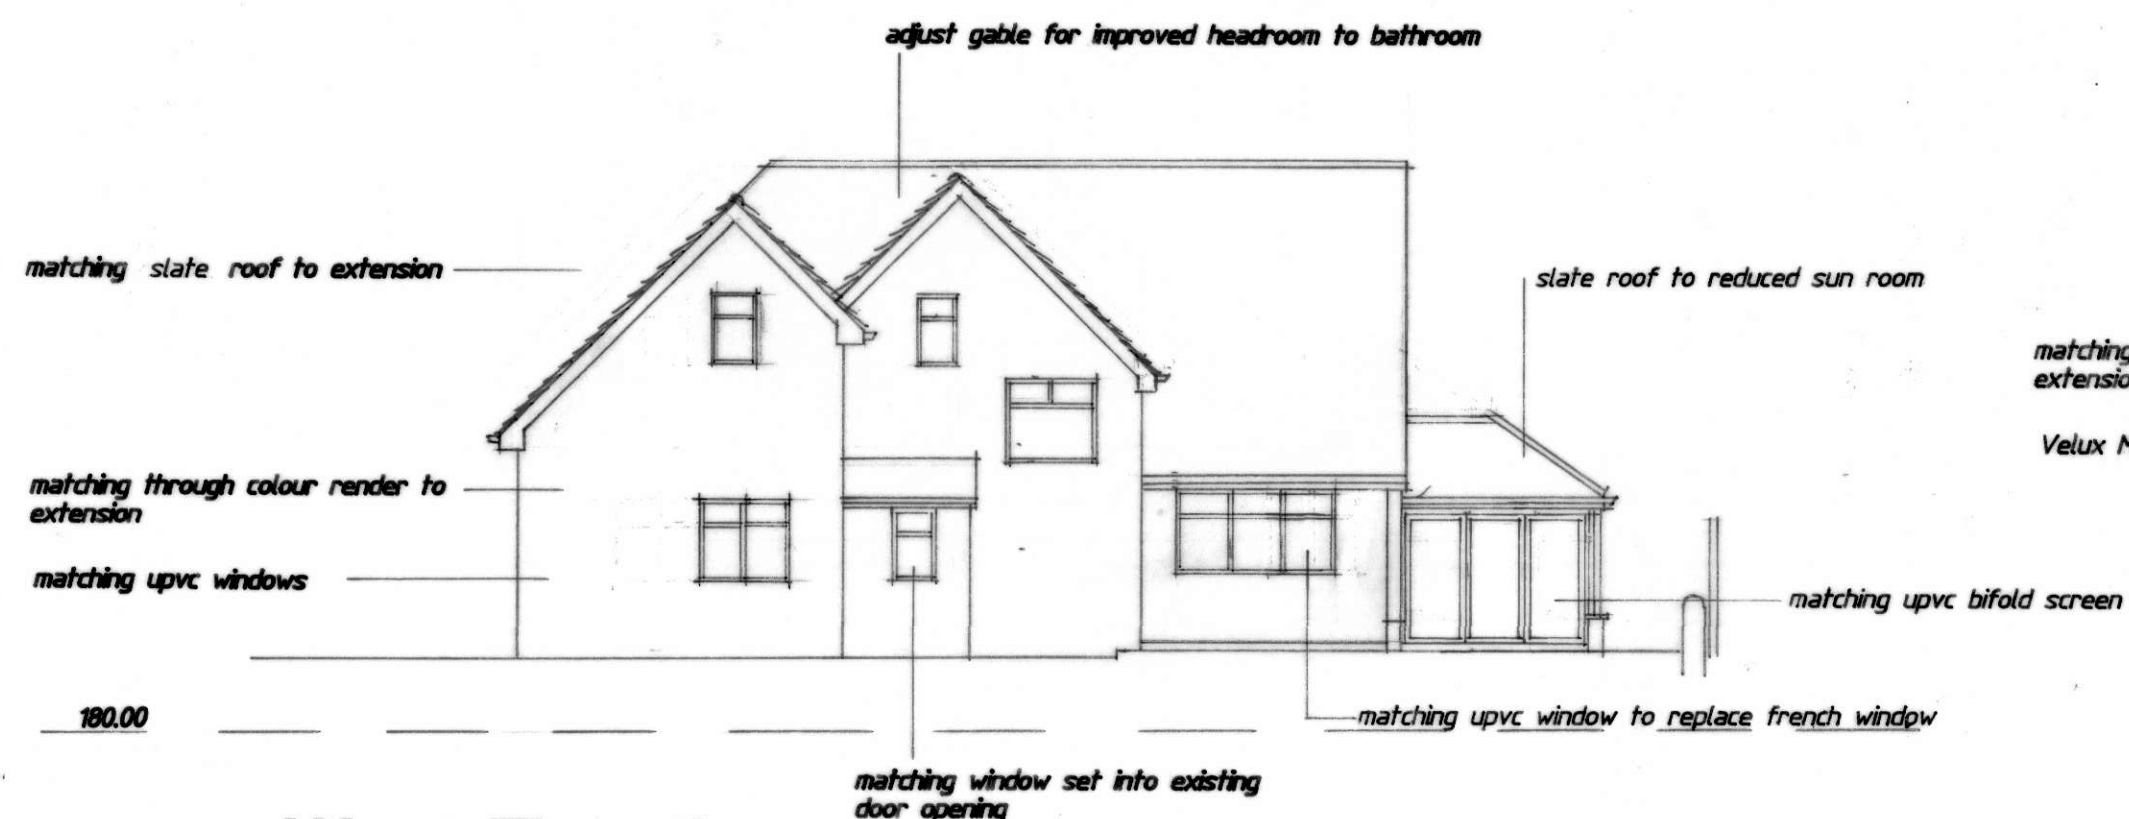 adjust gable for improved headroom to bathroom
matching slate roof to extension
slate roof to reduced sun room
matching
Velux
matching through colour render to
extension
matching upvc windows
matching upvc bifold screen
180.00
matching upvc window to replace french window
matching window set into existing
door opening